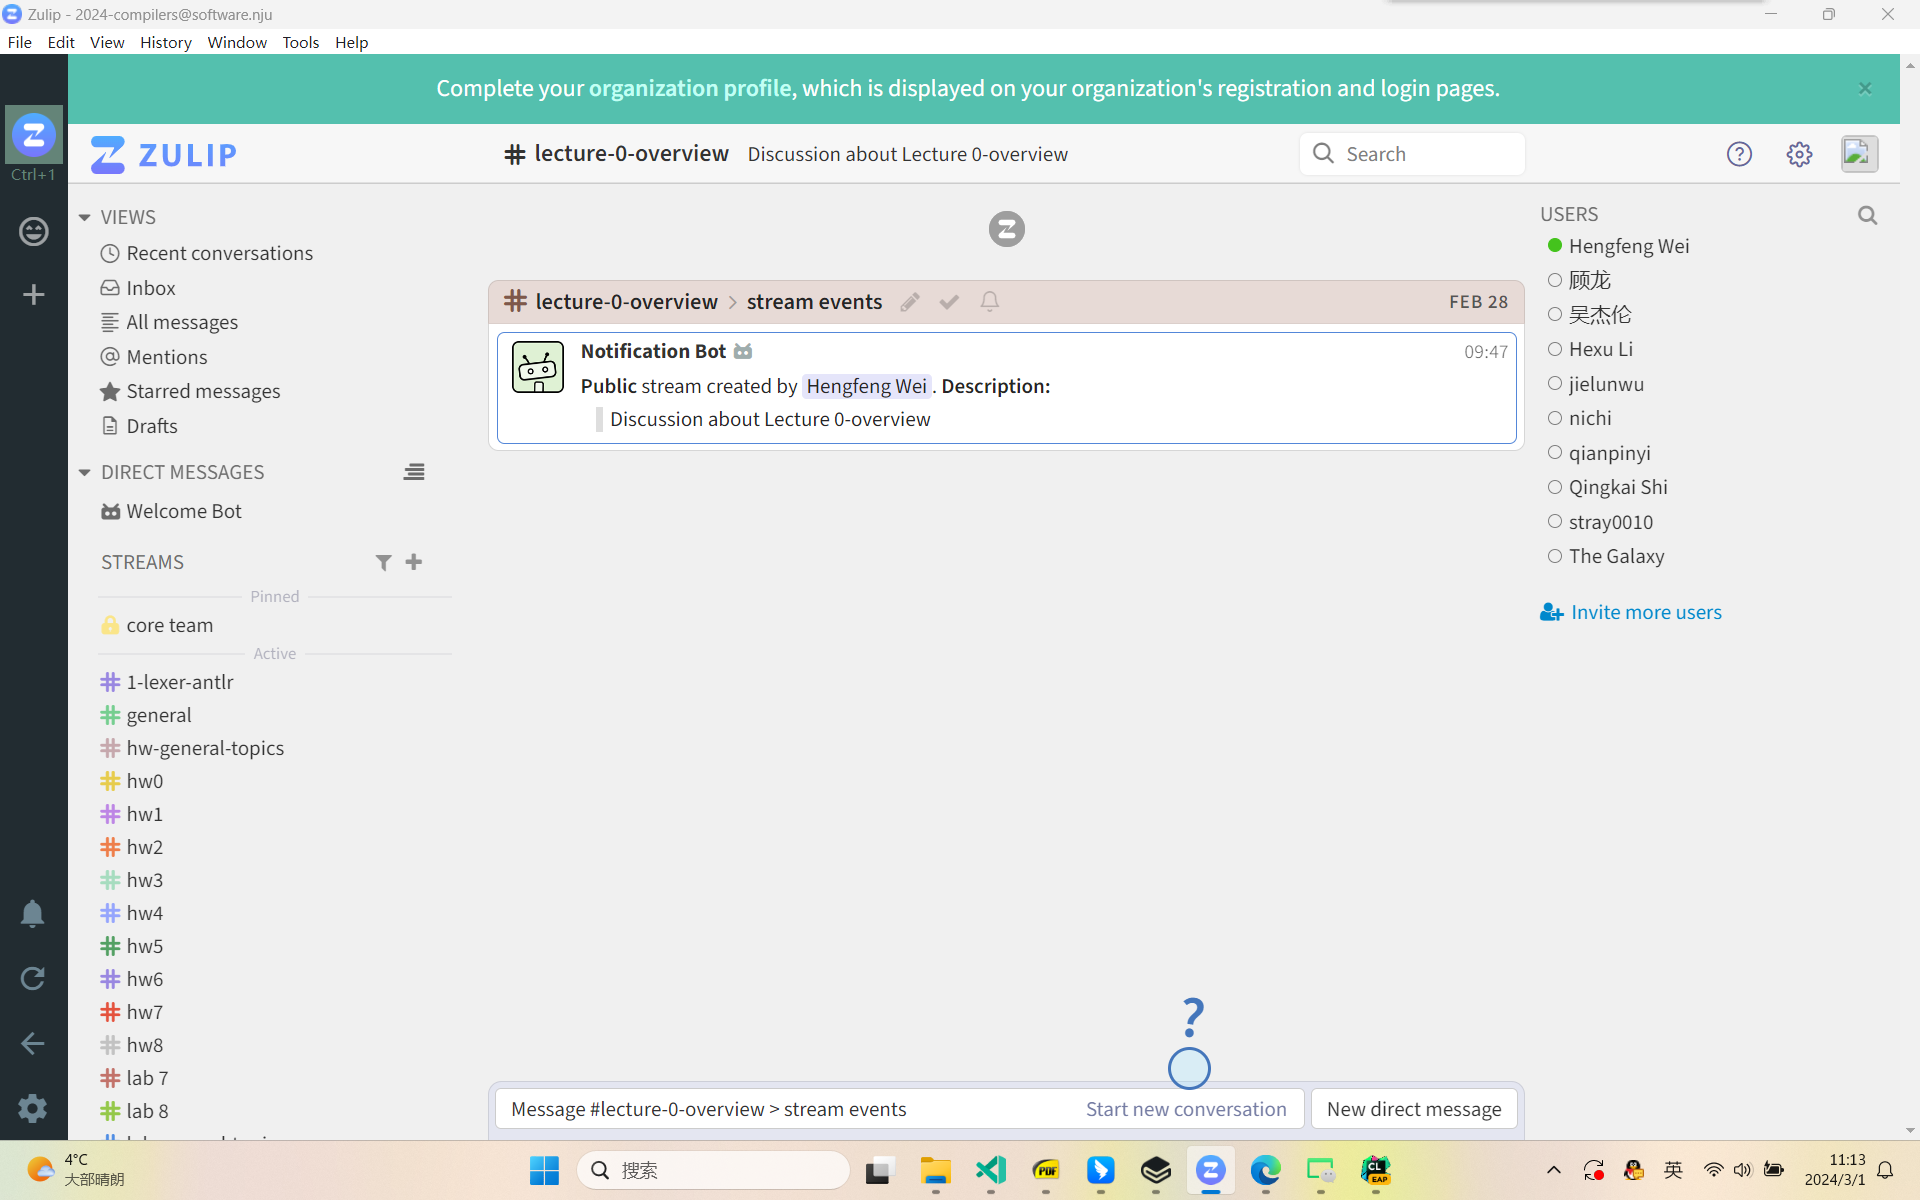 Zulip - 2024-compilers@software.nju
File Edit View History Window Tools Help
Complete your organization profile, which is displayed on your organization's registration and login pages.
Ctrl+1
ZULIP
lecture-0-overview Discussion about Lecture 0-overview
Search
VIEWS
Recent conversations
Inbox
All messages
Mentions
Starred messages
Drafts
DIRECT MESSAGES
Welcome Bot
STREAMS
Pinned
core team
Active
1-lexer-antlr
general
hw-general-topics
hw0
hw1
hw2
hw3
hw4
hw5
hw6
hw7
hw8
lab 7
lab 8
lecture-0-overview > stream events FEB 28
Notification Bot 09:47
Public stream created by Hengfeng Wei. Description:
Discussion about Lecture 0-overview
?
Message #lecture-0-overview > stream events Start new conversation New direct message
USERS
Hengfeng Wei
顾龙
吴杰伦
Hexu Li
jielunwu
nichi
qianpinyi
Qingkai Shi
stray0010
The Galaxy
Invite more users
4°C
大部晴朗
搜索
PDF
CL
EAP
英
11:13
2024/3/1